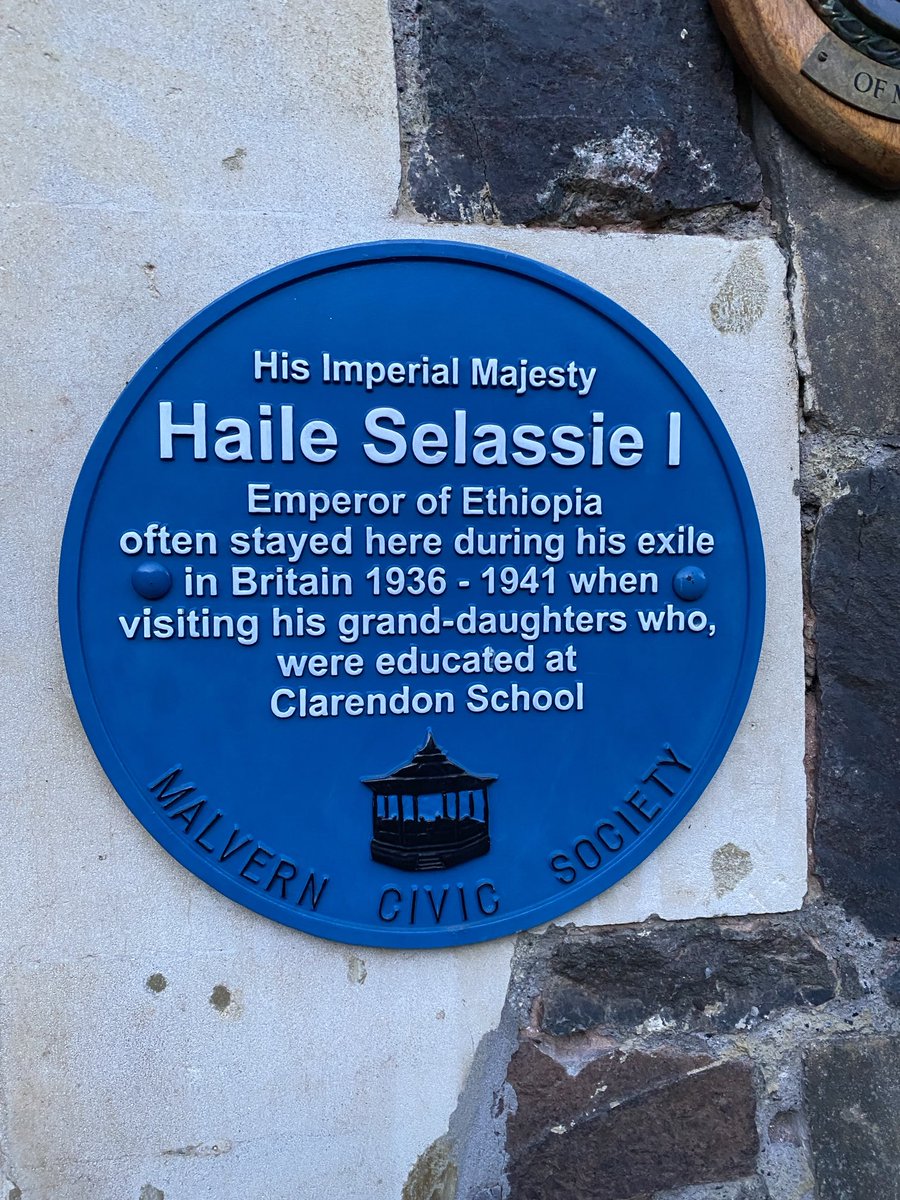 OF M
His Imperial Majesty
Haile Selassie I
Emperor of Ethiopia
often stayed here during his exile
in Britain 1936 - 1941 when
visiting his grand-daughters who,
were educated at
Clarendon School
MALVERN CIVIC SOCIETY